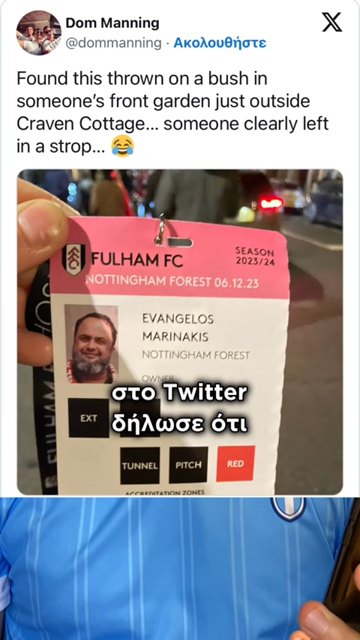 Dom Manning
@dommanning · Ακολουθήστε
Found this thrown on a bush in
someone's front garden just outside
Craven Cottage... someone clearly left
in a strop... 😂
FULHAM FC
SEASON
2023/24
NOTTINGHAM FOREST 06.12.23
EVANGELOS
MARINAKIS
NOTTINGHAM FOREST
OWNER
στο Twitter
δήλωσε ότι
EXT
TUNNEL
PITCH
RED
ACCREDITATION ZONES